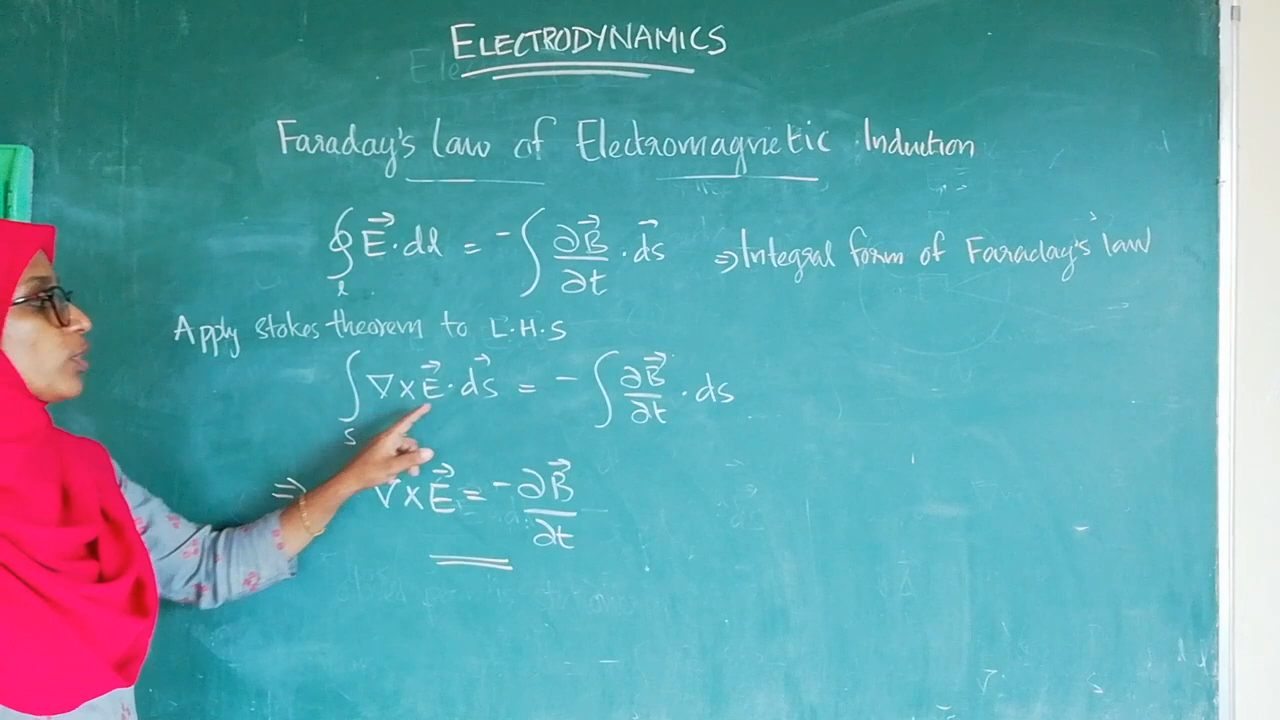 ELECTRODYNAMICS
Faraday's law of Electromagnetic Induction
∮ₗ E⃗·dl = -∫ ∂B⃗/∂t · d⃗s ⇒ Integral form of Faraday's law
Apply stokes theorem to L.H.S
∫ₛ ∇×E⃗·d⃗s = -∫ ∂B⃗/∂t · ds
⇒ ∇×E⃗ = -∂B⃗/∂t